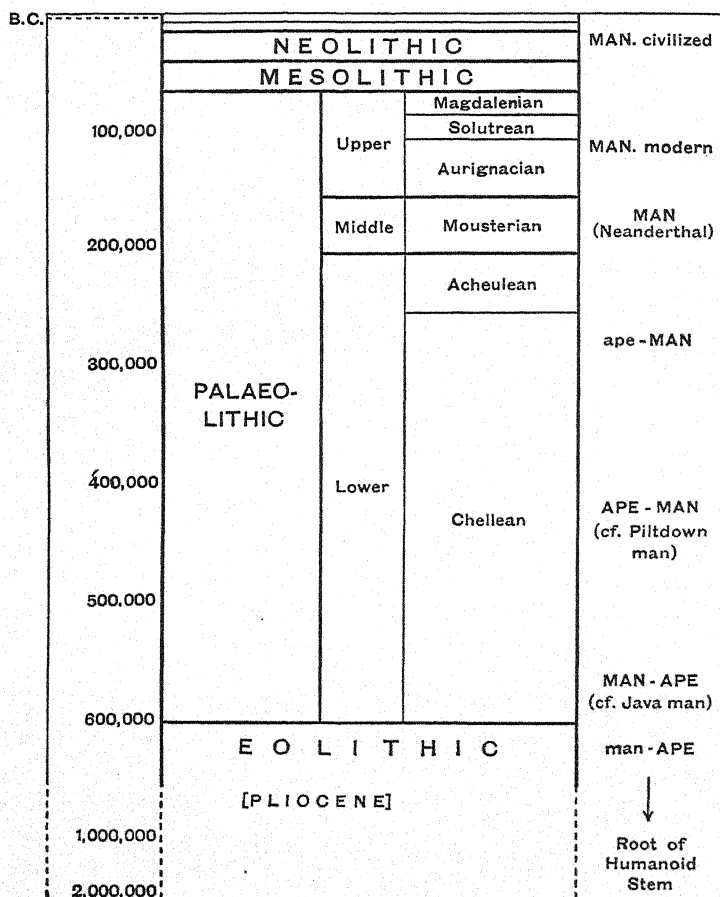 B.C.
NEOLITHIC
MAN. civilized
MESOLITHIC
Magdalenian
100,000
Solutrean
Upper
MAN. modern
Aurignacian
MAN
(Neanderthal)
Middle
Mousterian
200,000
Acheulean
ape-MAN
300,000
PALAEO-
LITHIC
400,000
Lower
APE-MAN
(cf. Piltdown
man)
Chellean
500.000
MAN-APE
(cf. Java man)
600,000
EOLITHIC
man-APE
[PLIOCENE]
1,000,000
Root of
Humanoid
Stem
2,000,000